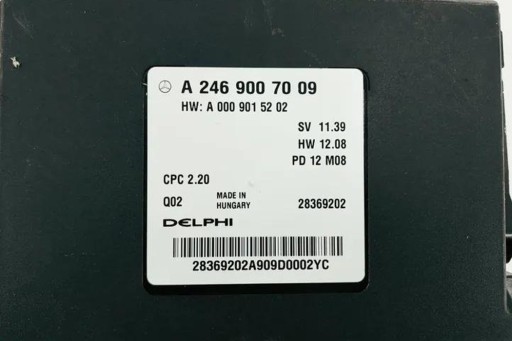 A 246 900 70 09
HW: A 000 901 52 02
SV 11.39
HW 12.08
PD 12 M08
CPC 2.20
Q02 MADE IN HUNGARY 28369202
DELPHI
28369202A909D0002YC